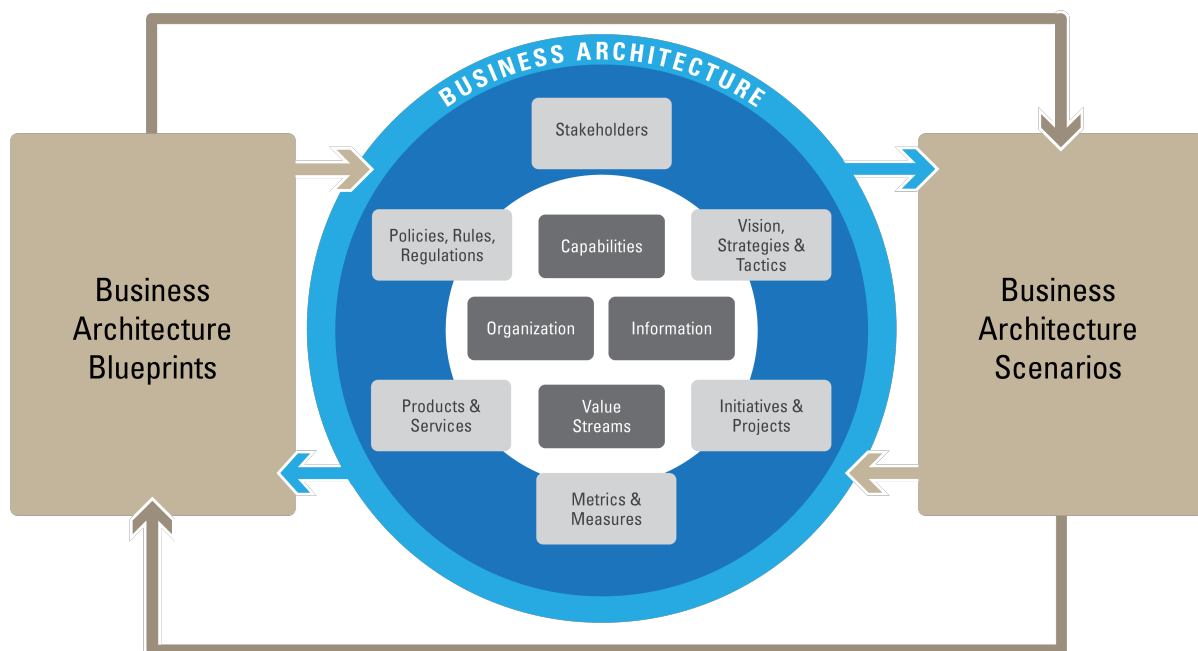 BUSINESS ARCHITECTURE
Stakeholders
Policies, Rules,
Regulations
Capabilities
Vision,
Strategies &
Tactics
Business
Architecture
Blueprints
Organization
Information
Business
Architecture
Scenarios
Products &
Services
Value
Streams
Initiatives &
Projects
Metrics &
Measures